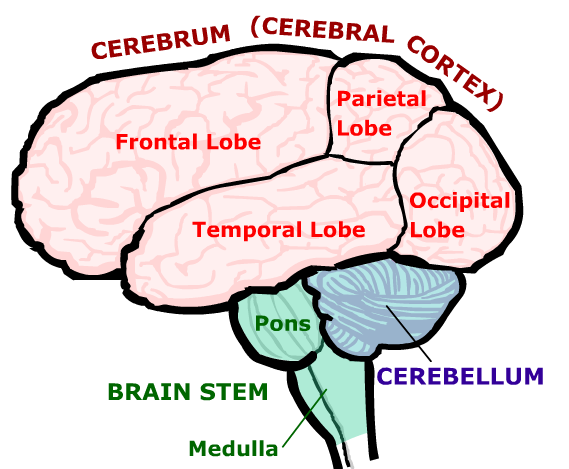 CEREBRUM (CEREBRAL CORTEX)
Parietal
Lobe
Frontal Lobe
Occipital
Lobe
Temporal Lobe
Pons
CEREBELLUM
BRAIN STEM
Medulla